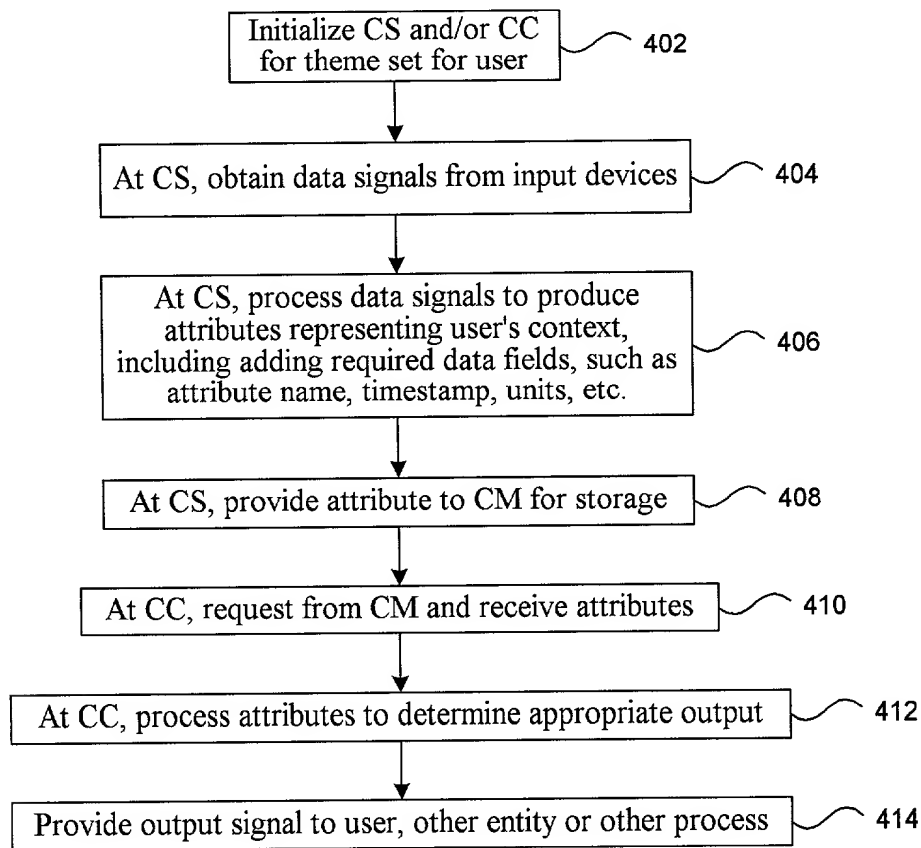 Initialize CS and/or CC
for theme set for user
402
At CS, obtain data signals from input devices
404
At CS, process data signals to produce
attributes representing user's context,
including adding required data fields, such as
attribute name, timestamp, units, etc.
406
At CS, provide attribute to CM for storage
408
At CC, request from CM and receive attributes
410
At CC, process attributes to determine appropriate output
412
Provide output signal to user, other entity or other process
414